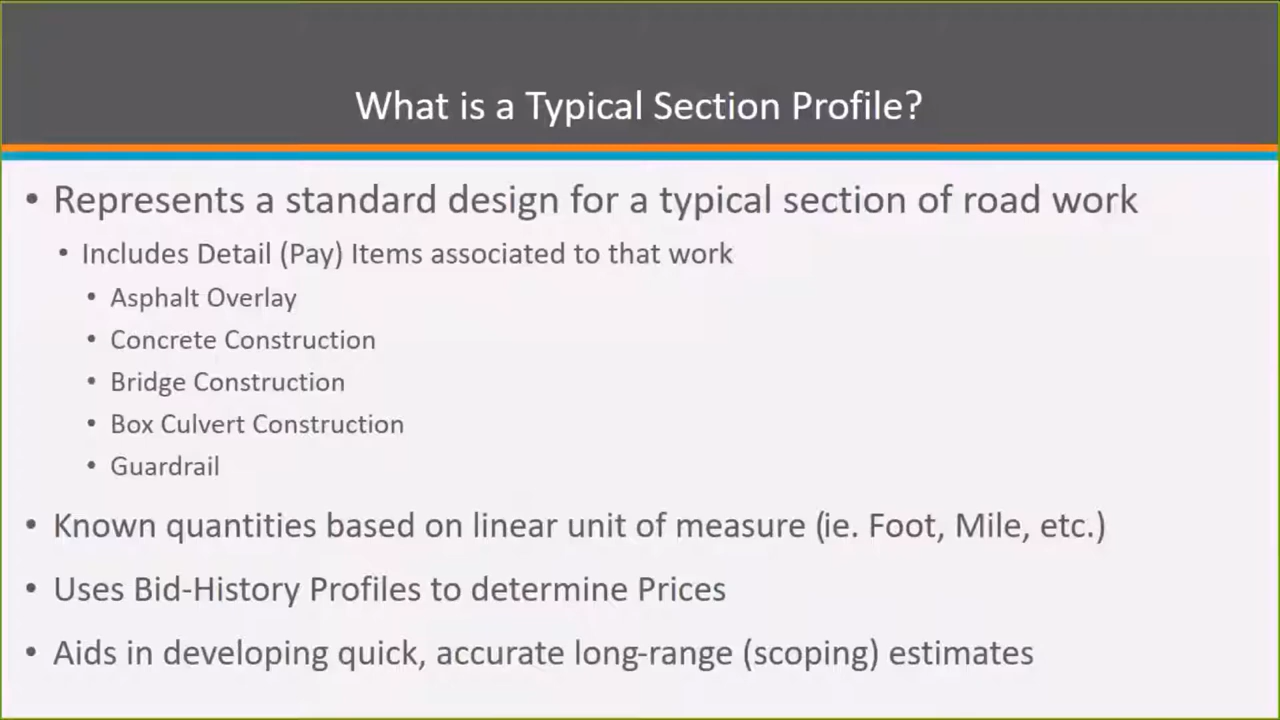 What is a Typical Section Profile?
• Represents a standard design for a typical section of road work
• Includes Detail (Pay) Items associated to that work
• Asphalt Overlay
• Concrete Construction
• Bridge Construction
• Box Culvert Construction
• Guardrail
• Known quantities based on linear unit of measure (ie. Foot, Mile, etc.)
• Uses Bid-History Profiles to determine Prices
• Aids in developing quick, accurate long-range (scoping) estimates